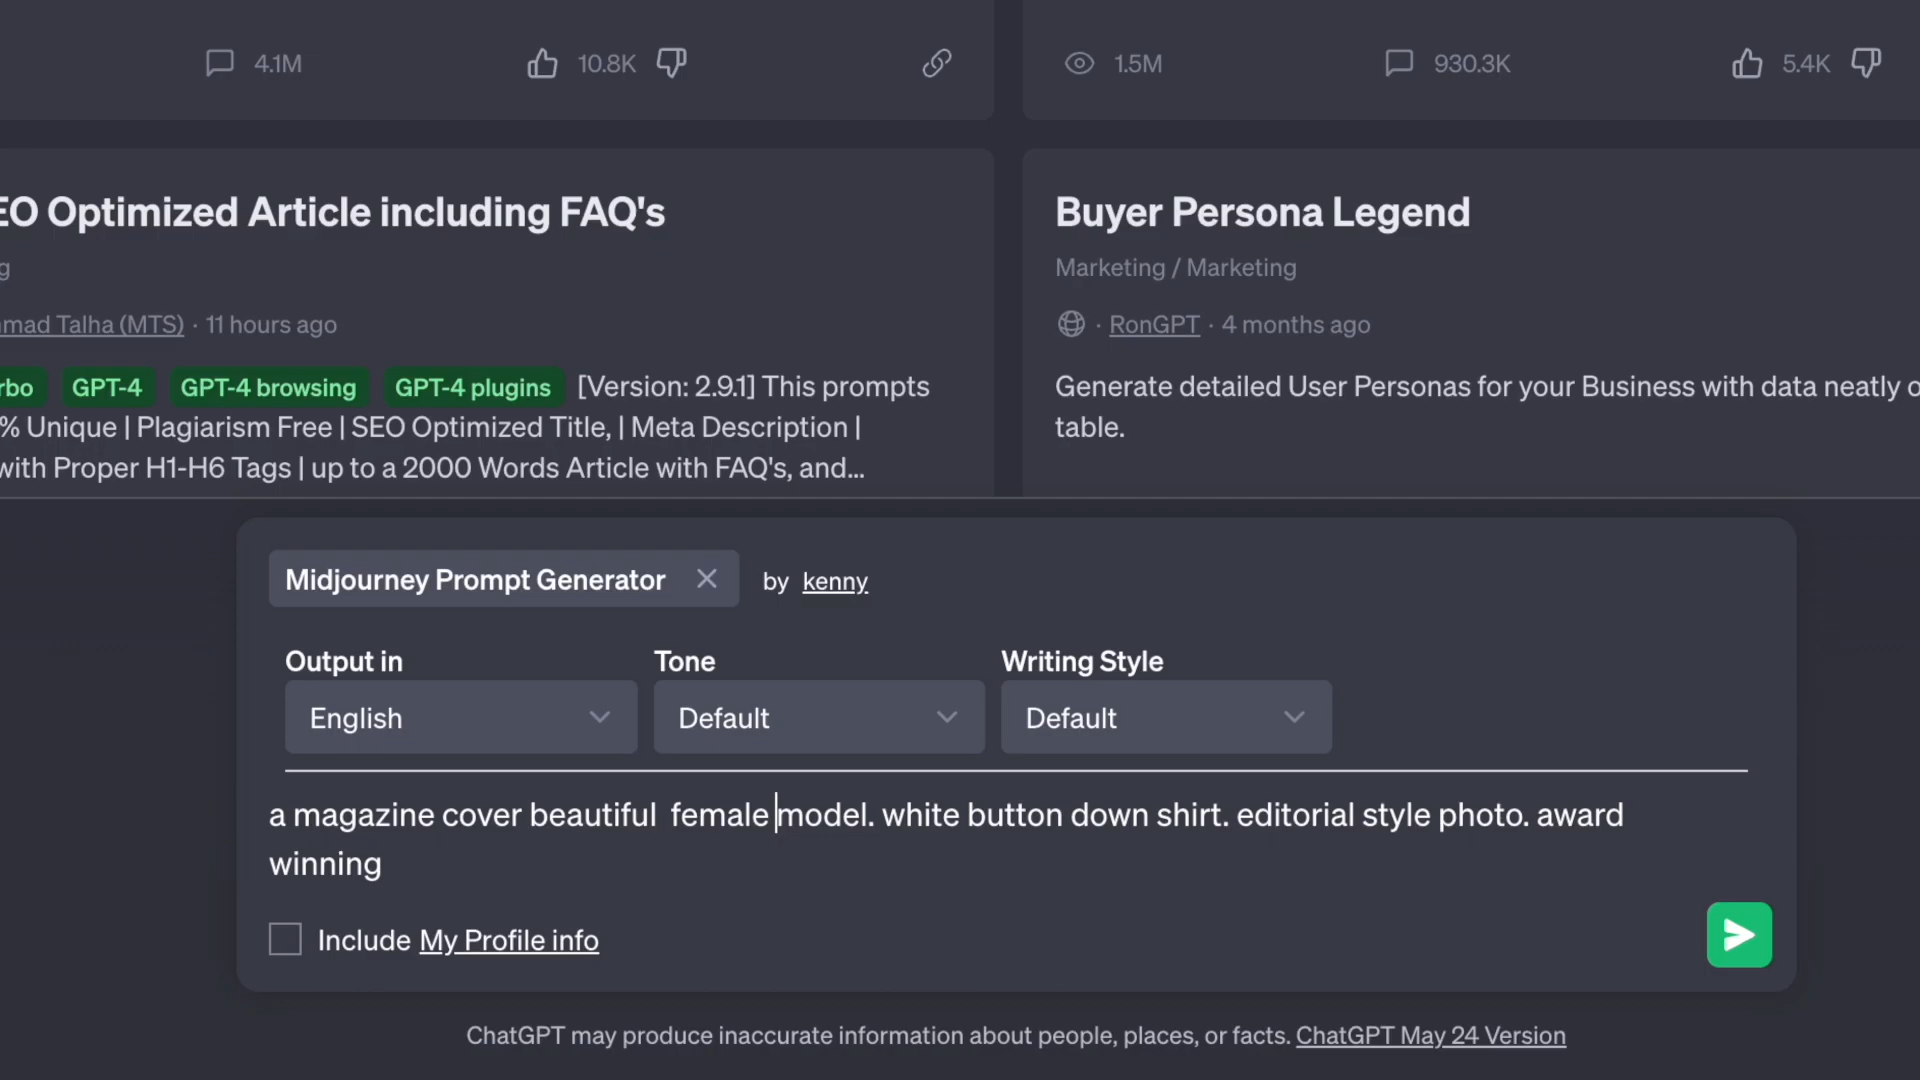 4.1M 10.8K
1.5M 930.3K 5.4K
EO Optimized Article including FAQ's
g
mmad Talha (MTS) · 11 hours ago
rbo GPT-4 GPT-4 browsing GPT-4 plugins [Version: 2.9.1] This prompts
% Unique | Plagiarism Free | SEO Optimized Title, | Meta Description |
with Proper H1-H6 Tags | up to a 2000 Words Article with FAQ's, and...
Buyer Persona Legend
Marketing / Marketing
· RonGPT · 4 months ago
Generate detailed User Personas for your Business with data neatly o
table.
Midjourney Prompt Generator by kenny
Output in Tone Writing Style
English Default Default
a magazine cover beautiful female model. white button down shirt. editorial style photo. award
winning
Include My Profile info
ChatGPT may produce inaccurate information about people, places, or facts. ChatGPT May 24 Version